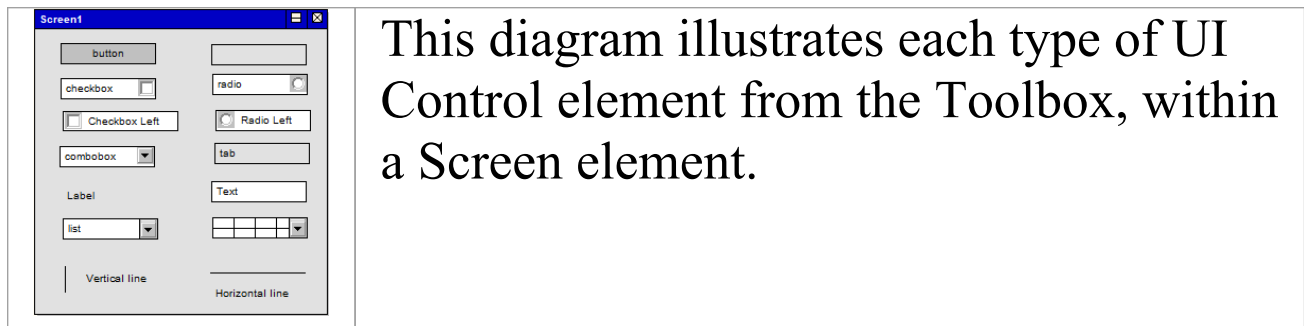 Screen1
button
checkbox
radio
Checkbox Left
Radio Left
combobox
tab
Label
Text
list
Vertical line
Horizontal line
This diagram illustrates each type of UI
Control element from the Toolbox, within
a Screen element.